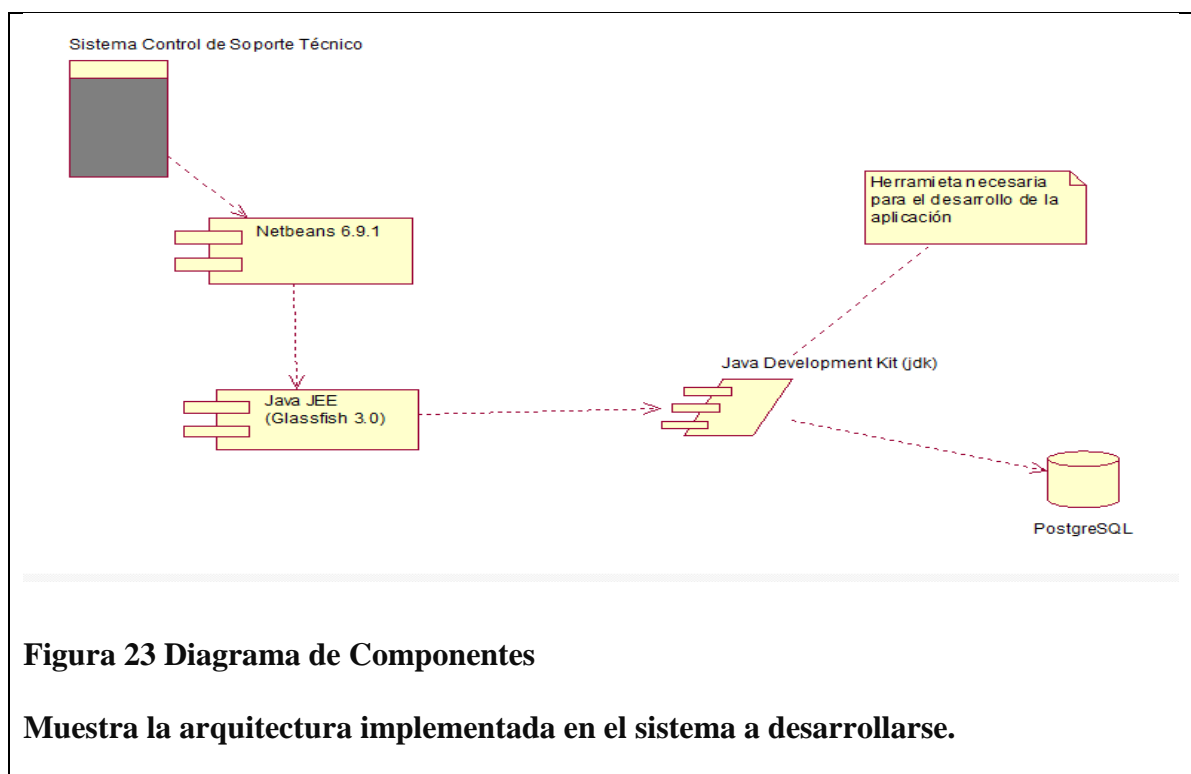 Sistema Control de Soporte Técnico
Netbeans 6.9.1
Herramieta necesaria
para el desarrollo de la
aplicación
Java Development Kit (jdk)
Java JEE
(Glassfish 3.0)
PostgreSQL
Figura 23 Diagrama de Componentes
Muestra la arquitectura implementada en el sistema a desarrollarse.